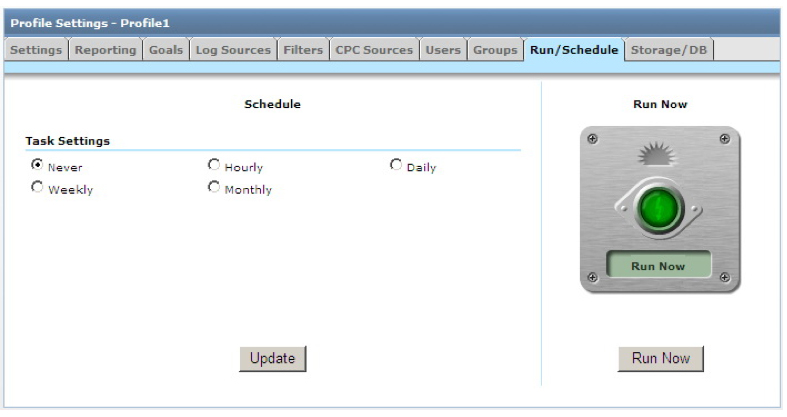 Profile Settings - Profile1
Settings Reporting Goals Log Sources Filters CPC Sources Users Groups Run/Schedule Storage/DB
Schedule
Task Settings
Never Hourly Daily
Weekly Monthly
Update
Run Now
Run Now
Run Now